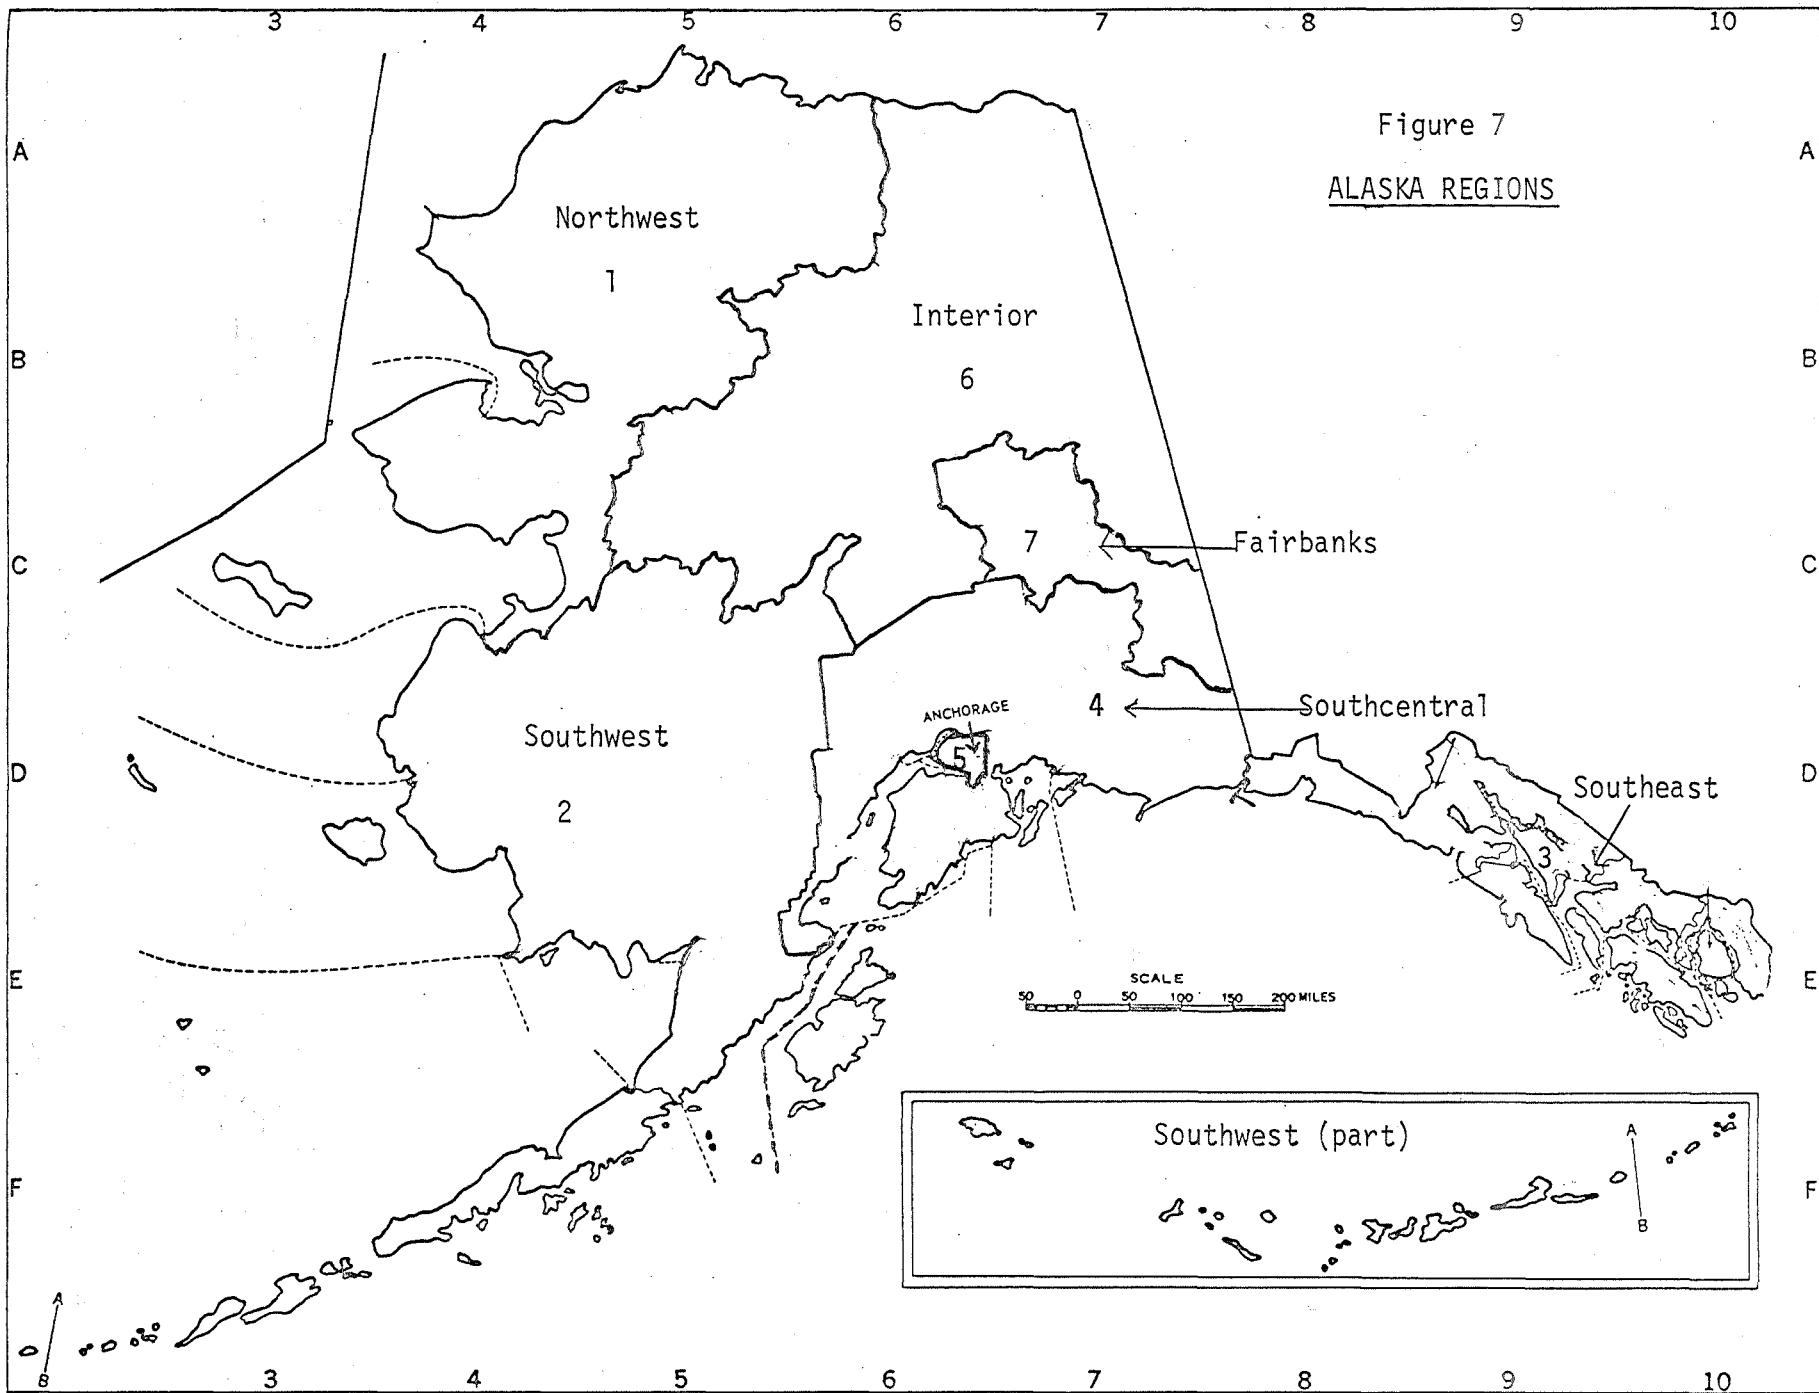 3 4 5 6 7 8 9 10
Figure 7
ALASKA REGIONS
A A
Northwest
1
Interior
6
B B
7 Fairbanks
C C
4 Southcentral
ANCHORAGE
5
Southwest
2
D D
Southeast
3
E E
SCALE
50 0 50 100 150 200 MILES
Southwest (part)
A
B
F F
A
B
3 4 5 6 7 8 9 10